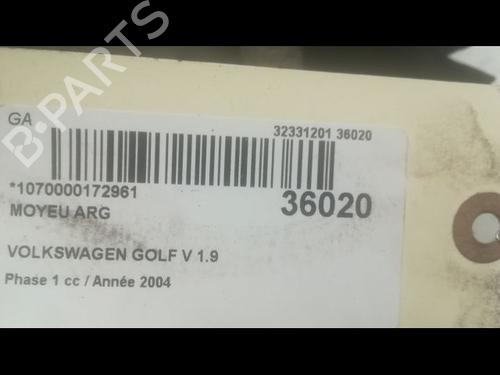 GA
32331201 36020
*1070000172961
36020
MOYEU ARG
VOLKSWAGEN GOLF V 1.9
Phase 1 cc / Année 2004
B-PARTS